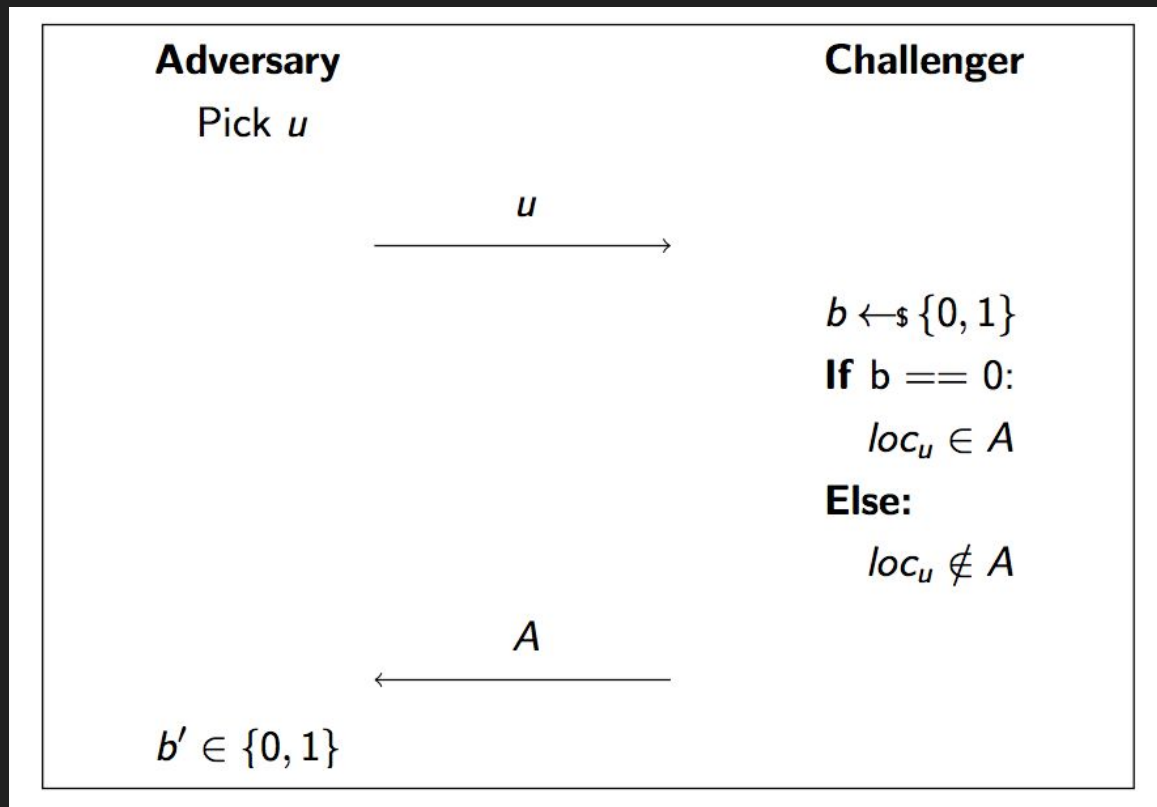 Adversary Challenger
Pick u
u
b ←$ {0, 1}
If b == 0:
loc_u ∈ A
Else:
loc_u ∉ A
A
b′ ∈ {0, 1}